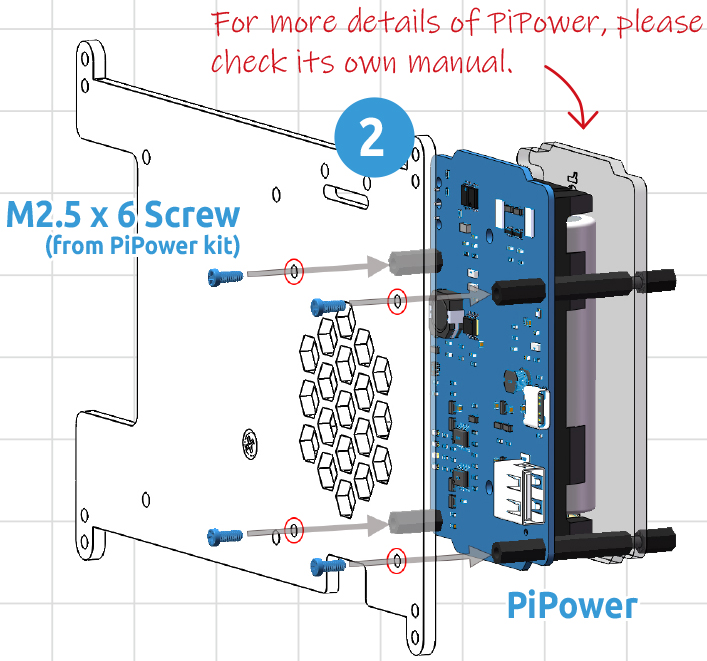 For more details of PiPower, please
check its own manual.
2
M2.5 x 6 Screw
(from PiPower kit)
PiPower